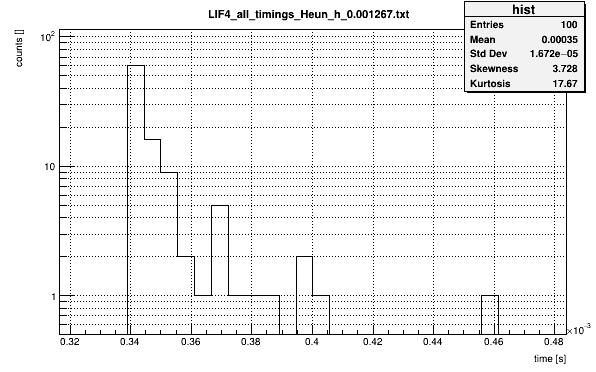 LIF4_all_timings_Heun_h_0.001267.txt
hist
Entries 100
Mean 0.00035
Std Dev 1.672e−05
Skewness 3.728
Kurtosis 17.67
counts []
10²
10
1
0.32 0.34 0.36 0.38 0.4 0.42 0.44 0.46 0.48
×10⁻³
time [s]